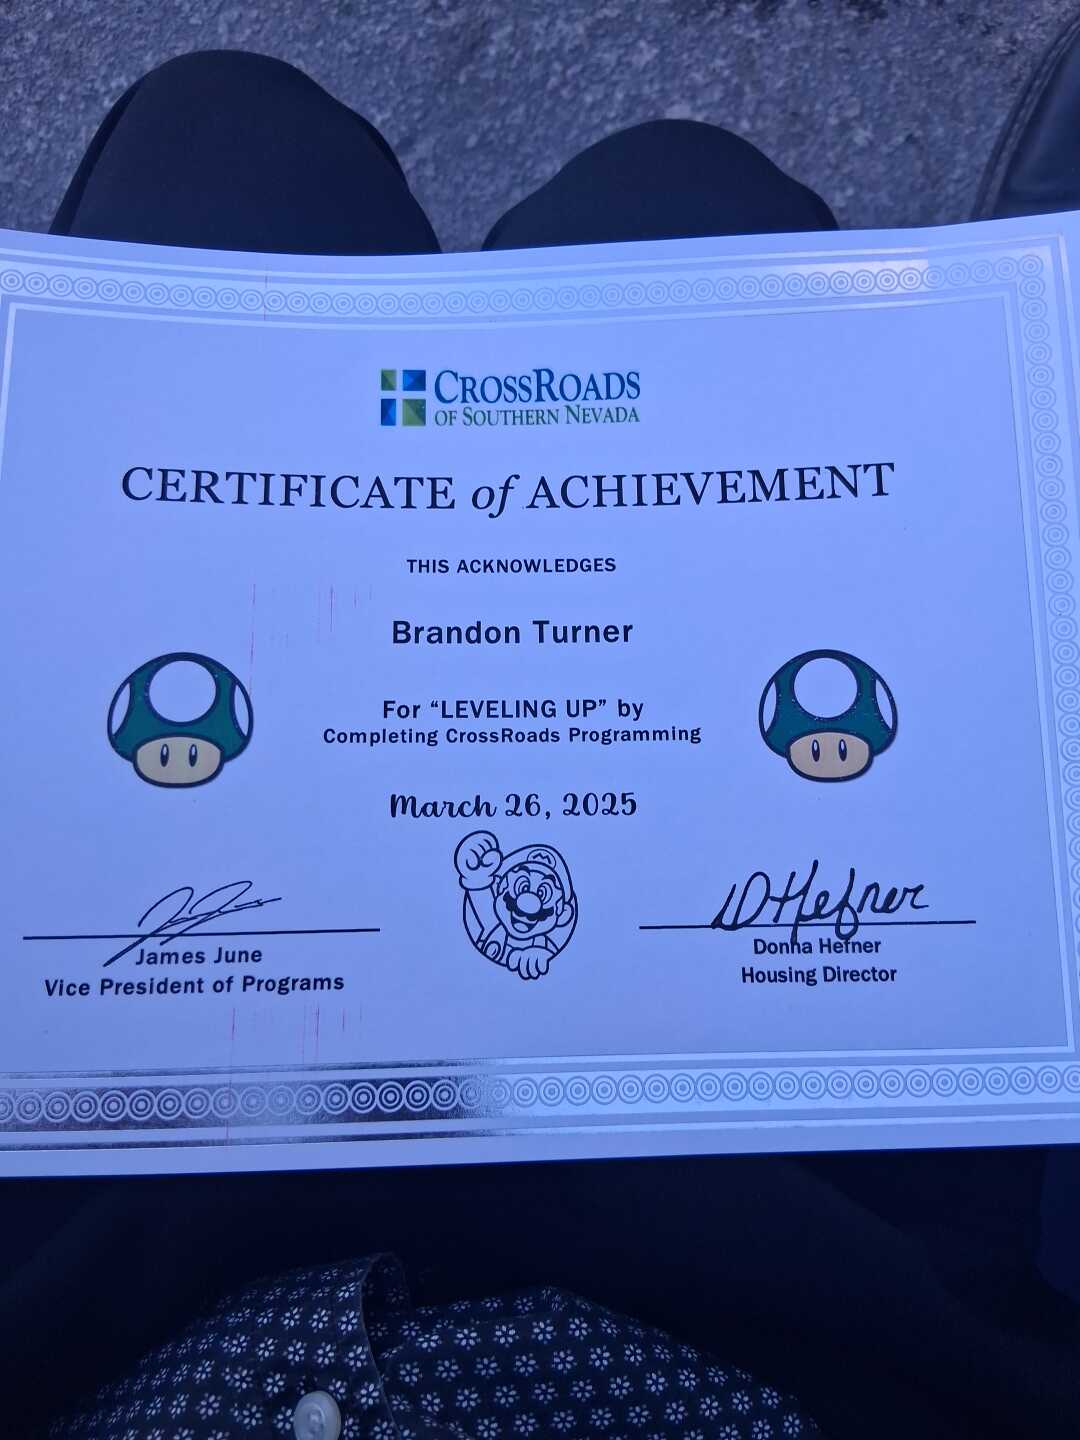 CROSSROADS
OF SOUTHERN NEVADA
CERTIFICATE of ACHIEVEMENT
THIS ACKNOWLEDGES
Brandon Turner
For “LEVELING UP” by
Completing CrossRoads Programming
March 26, 2025
M
James June
Vice President of Programs
DHefner
Donna Hefner
Housing Director